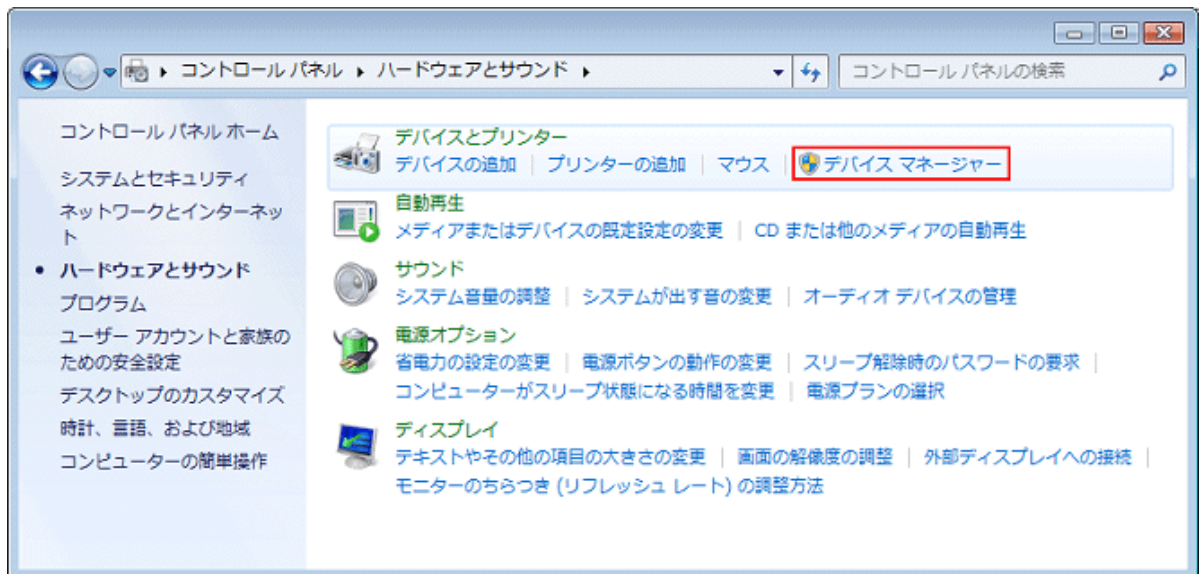 コントロール パネル ▸ ハードウェアとサウンド ▸
コントロール パネルの検索
コントロール パネル ホーム
システムとセキュリティ
ネットワークとインターネッ
ト
• ハードウェアとサウンド
プログラム
ユーザー アカウントと家族の
ための安全設定
デスクトップのカスタマイズ
時計、言語、および地域
コンピューターの簡単操作
デバイスとプリンター
デバイスの追加 | プリンターの追加 | マウス | デバイス マネージャー
自動再生
メディアまたはデバイスの既定設定の変更 | CD または他のメディアの自動再生
サウンド
システム音量の調整 | システムが出す音の変更 | オーディオ デバイスの管理
電源オプション
省電力の設定の変更 | 電源ボタンの動作の変更 | スリープ解除時のパスワードの要求 |
コンピューターがスリープ状態になる時間を変更 | 電源プランの選択
ディスプレイ
テキストやその他の項目の大きさの変更 | 画面の解像度の調整 | 外部ディスプレイへの接続 |
モニターのちらつき (リフレッシュ レート) の調整方法